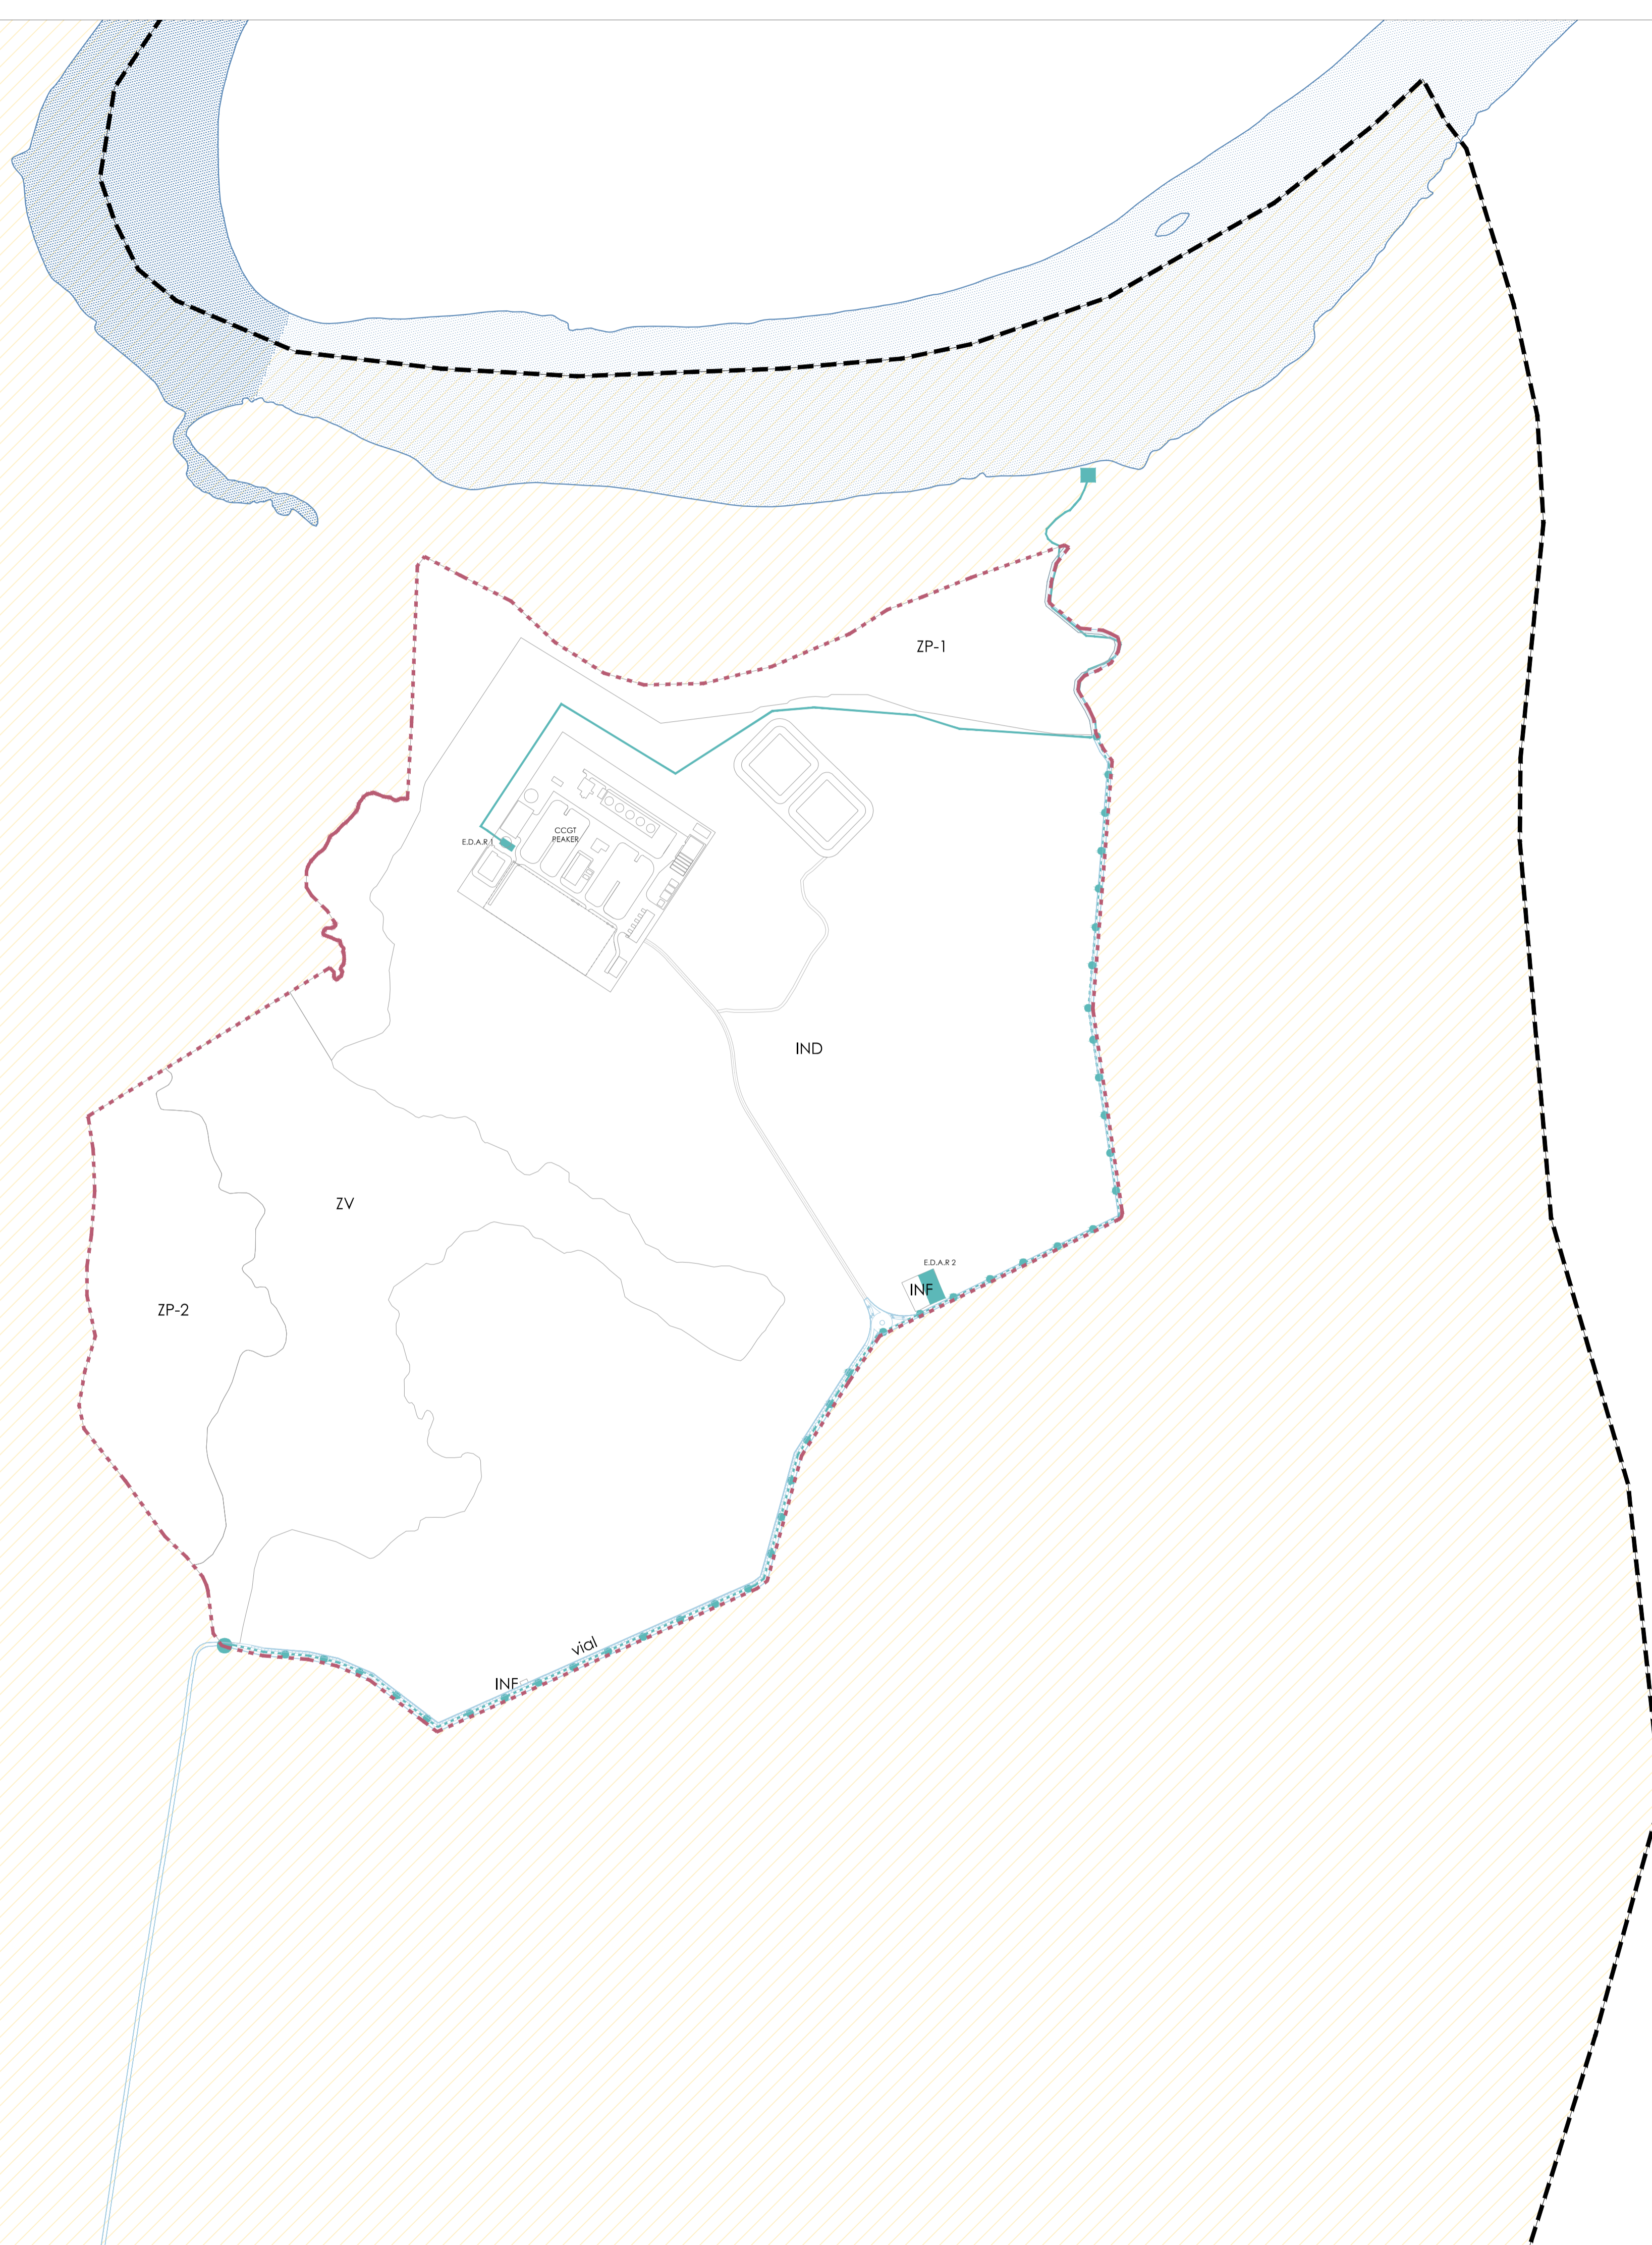 ZP-1
CCGT
PEAKER
E.D.A.R 1
IND
ZV
E.D.A.R 2
INF
ZP-2
vial
INF